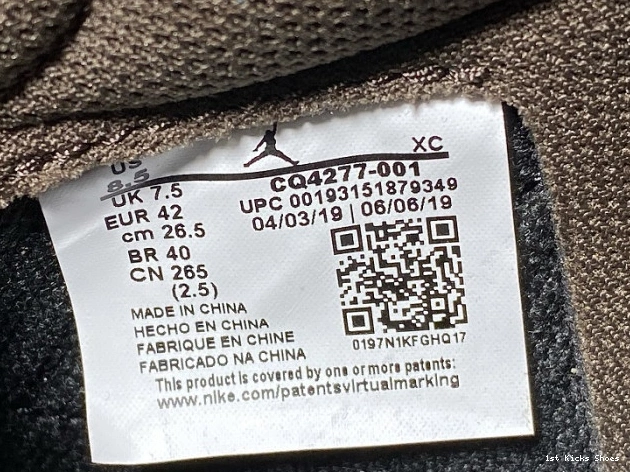 US
8.5
UK 7.5
EUR 42
cm 26.5
BR 40
CN 265
(2.5)
XC
CQ4277-001
UPC 00193151879349
04/03/19 | 06/06/19
0197N1KFGHQ17
MADE IN CHINA
HECHO EN CHINA
FABRIQUE EN CHINE
FABRICADO NA CHINA
This product is covered by one or more patents:
www.nike.com/patentsvirtualmarking
1st Kicks Shoes